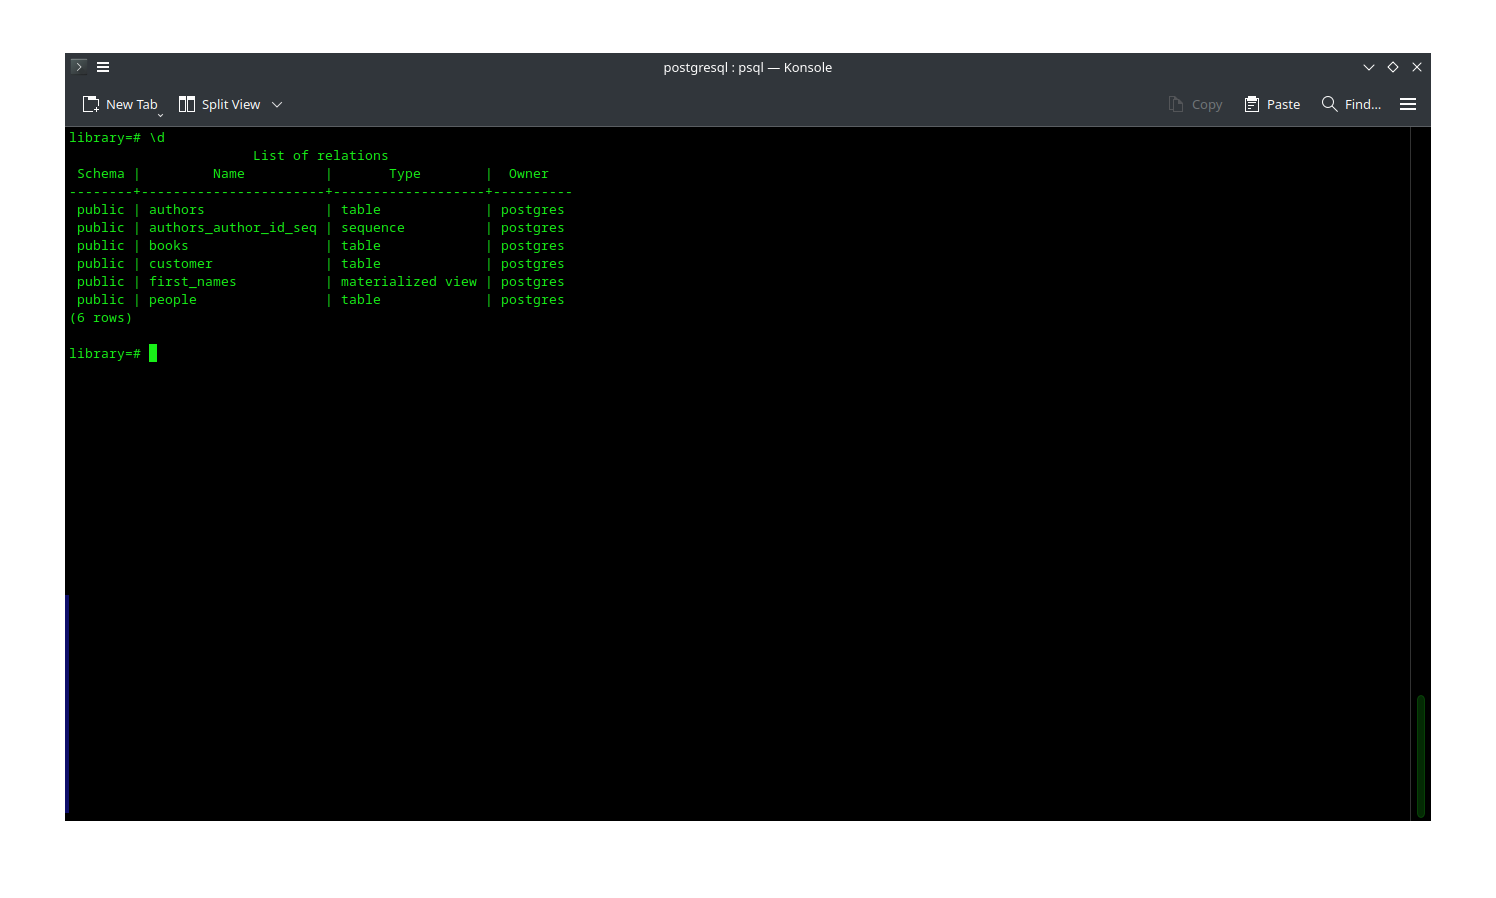 postgresql : psql — Konsole
New Tab Split View Copy Paste Find...
library=# \d
                       List of relations
 Schema |         Name          |       Type        |  Owner
--------+-----------------------+-------------------+----------
 public | authors               | table             | postgres
 public | authors_author_id_seq | sequence          | postgres
 public | books                 | table             | postgres
 public | customer              | table             | postgres
 public | first_names           | materialized view | postgres
 public | people                | table             | postgres
(6 rows)
library=#